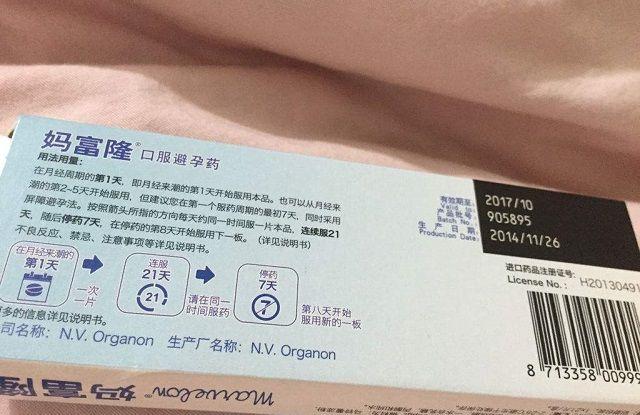 妈富隆® 口服避孕药
用法用量:
在月经周期的第1天，即月经来潮的第1天开始服用本品。也可以从月经来
潮的第2~5天开始服用，但建议您在第一个服药周期的最初7天，同时采用
屏障避孕法。按照箭头所指的方向每天约同一时间服一片本品，连续服21
天，随后停药7天，在停药的第8天开始服用下一板。（详见说明书）
不良反应、禁忌、注意事项等详见说明书。
在月经来潮的
第1天
一次
一片
连服
21天
21
请在同一
时间服药
停药
7天
7
第八天开始
服用新的一板
多的信息详见说明书。
司名称: N.V. Organon 生产厂名称: N.V. Organon
有效期至:
Valid
2017/10
产品批号:
Batch No.
905895
生产日期:
Production Date:
2014/11/26
进口药品注册证号:
License No.: H2013049
8 713358 00995
妈富隆® marvelon®